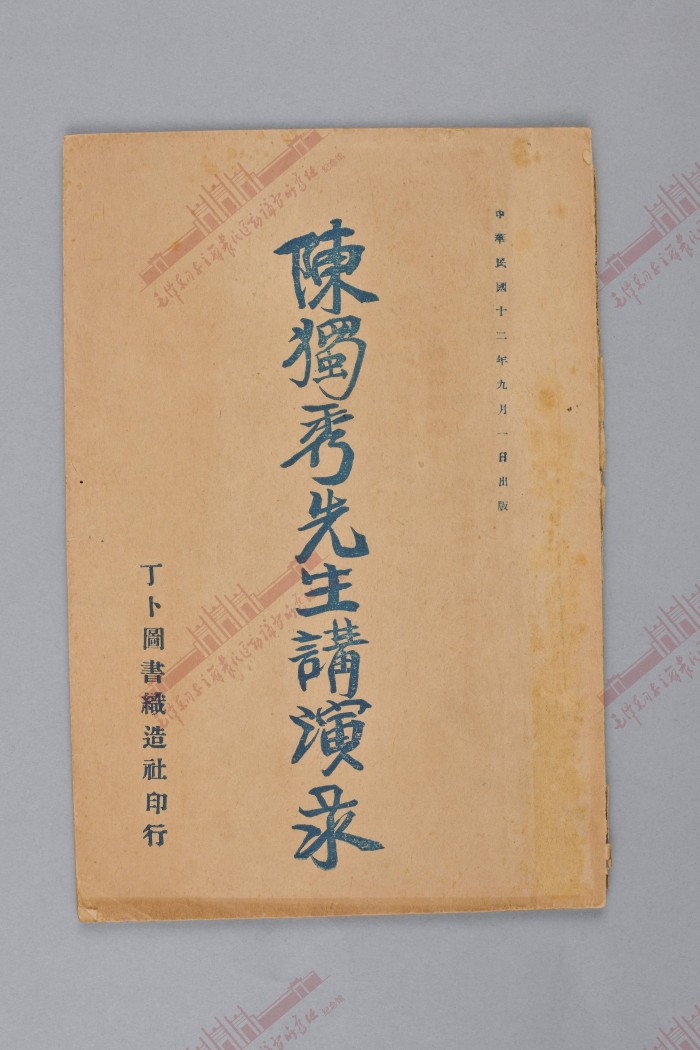 中華民國十二年九月一日出版
陳獨秀先生講演录
丁卜圖書織造社印行